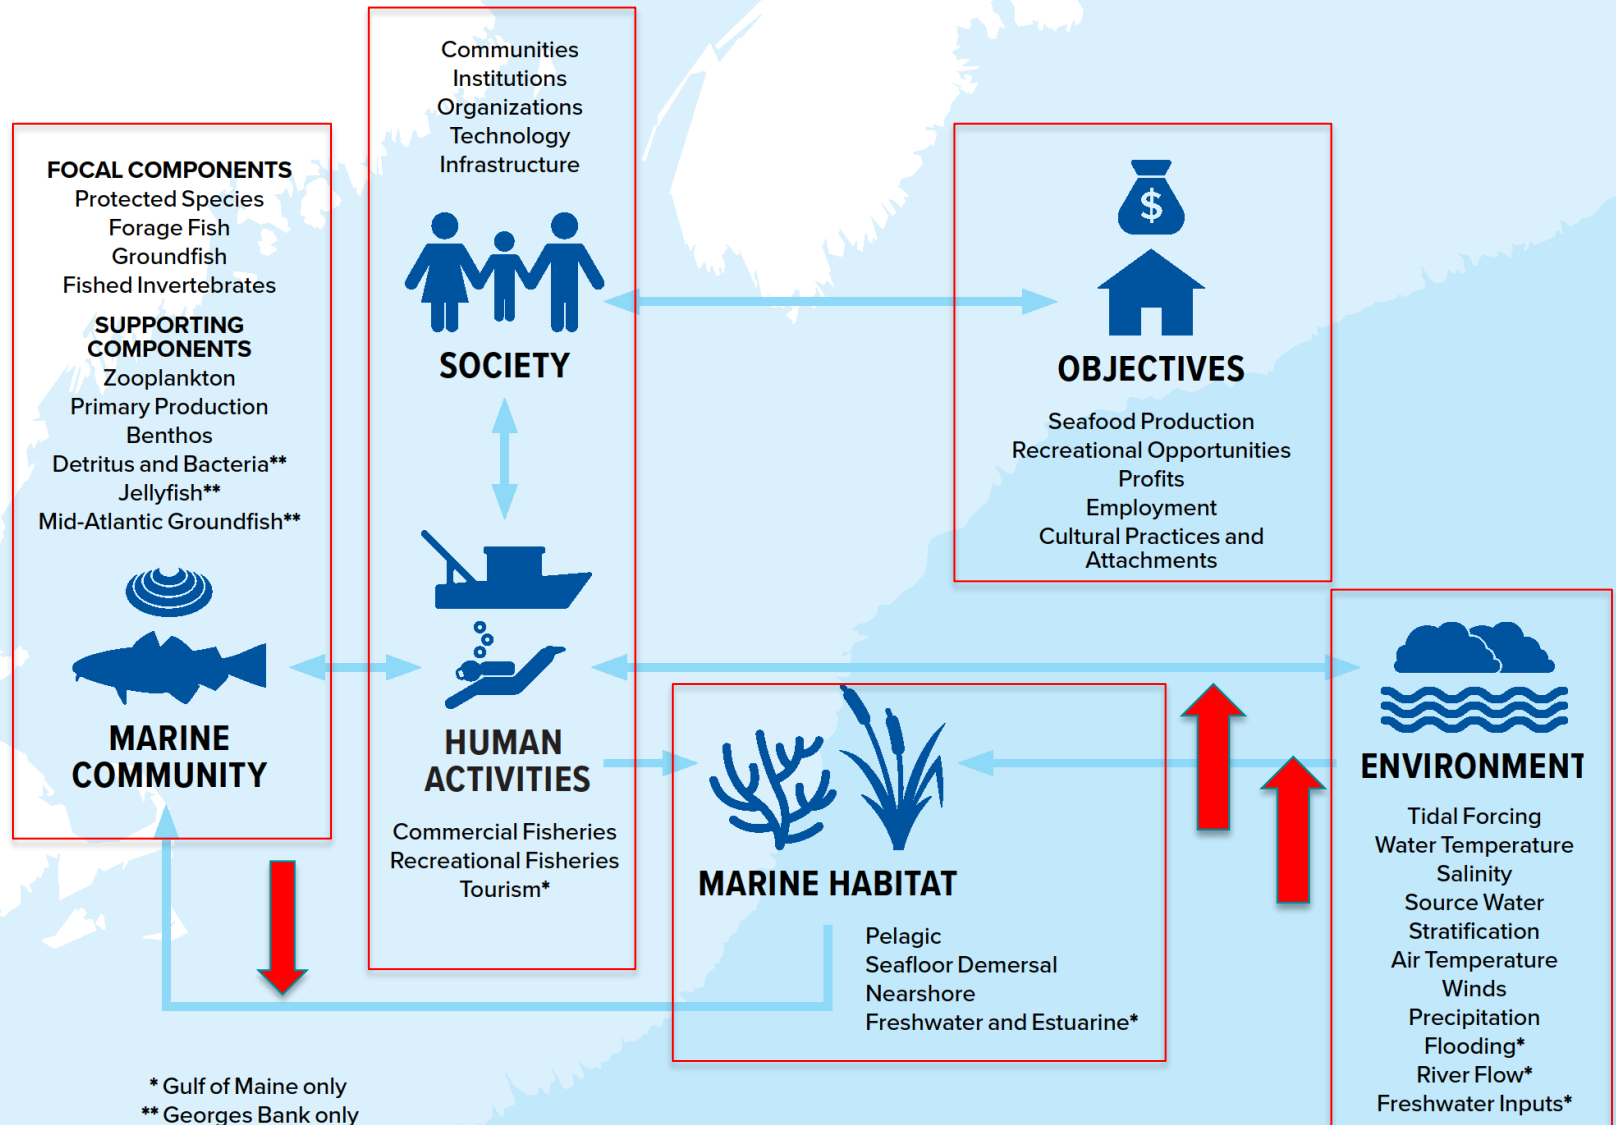 Communities
Institutions
Organizations
Technology
Infrastructure
FOCAL COMPONENTS
Protected Species
Forage Fish
Groundfish
Fished Invertebrates
SUPPORTING
COMPONENTS
Zooplankton
Primary Production
Benthos
Detritus and Bacteria**
Jellyfish**
Mid-Atlantic Groundfish**
MARINE
COMMUNITY
SOCIETY
HUMAN
ACTIVITIES
Commercial Fisheries
Recreational Fisheries
Tourism*
$
OBJECTIVES
Seafood Production
Recreational Opportunities
Profits
Employment
Cultural Practices and
Attachments
MARINE HABITAT
Pelagic
Seafloor Demersal
Nearshore
Freshwater and Estuarine*
ENVIRONMENT
Tidal Forcing
Water Temperature
Salinity
Source Water
Stratification
Air Temperature
Winds
Precipitation
Flooding*
River Flow*
Freshwater Inputs*
* Gulf of Maine only
** Georges Bank only